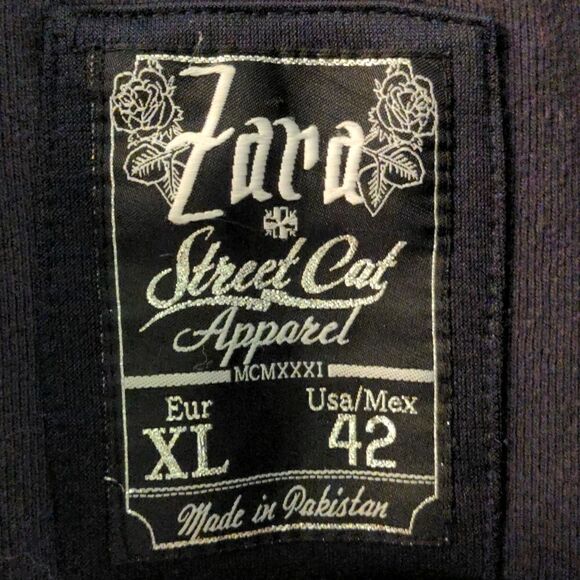 Zara
Street Cat
Apparel
MCMXXXI
Eur Usa/Mex
XL 42
Made in Pakistan